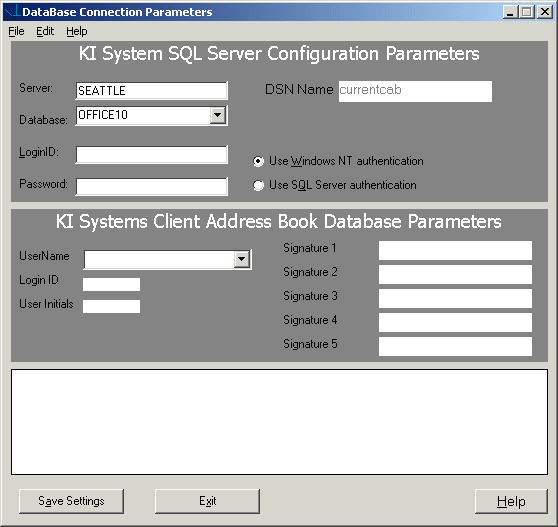 DataBase Connection Parameters
File Edit Help
KI System SQL Server Configuration Parameters
Server: SEATTLE DSN Name currentcab
Database: OFFICE10
LoginID: Use Windows NT authentication
Password: Use SQL Server authentication
KI Systems Client Address Book Database Parameters
UserName Signature 1
Login ID Signature 2
User Initials Signature 3
Signature 4
Signature 5
Save Settings Exit Help